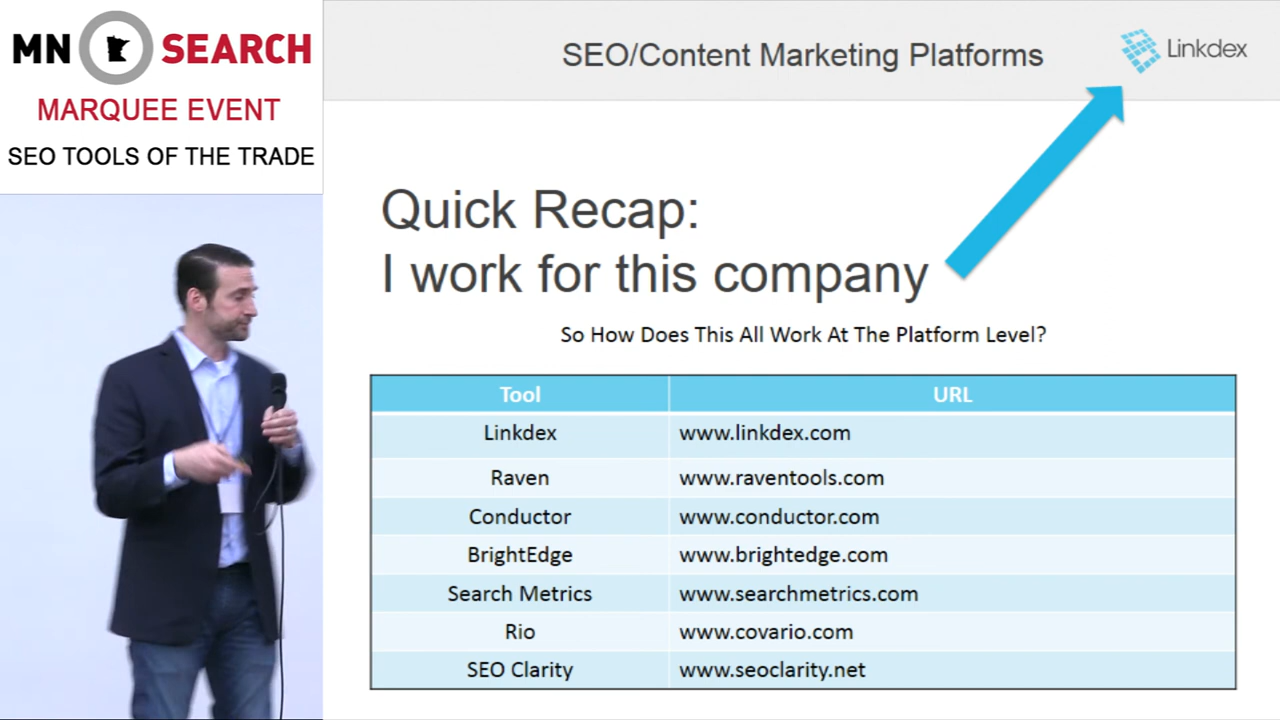 MN SEARCH
MARQUEE EVENT
SEO TOOLS OF THE TRADE
SEO/Content Marketing Platforms
Linkdex
Quick Recap:
I work for this company
So How Does This All Work At The Platform Level?
Tool URL
Linkdex www.linkdex.com
Raven www.raventools.com
Conductor www.conductor.com
BrightEdge www.brightedge.com
Search Metrics www.searchmetrics.com
Rio www.covario.com
SEO Clarity www.seoclarity.net